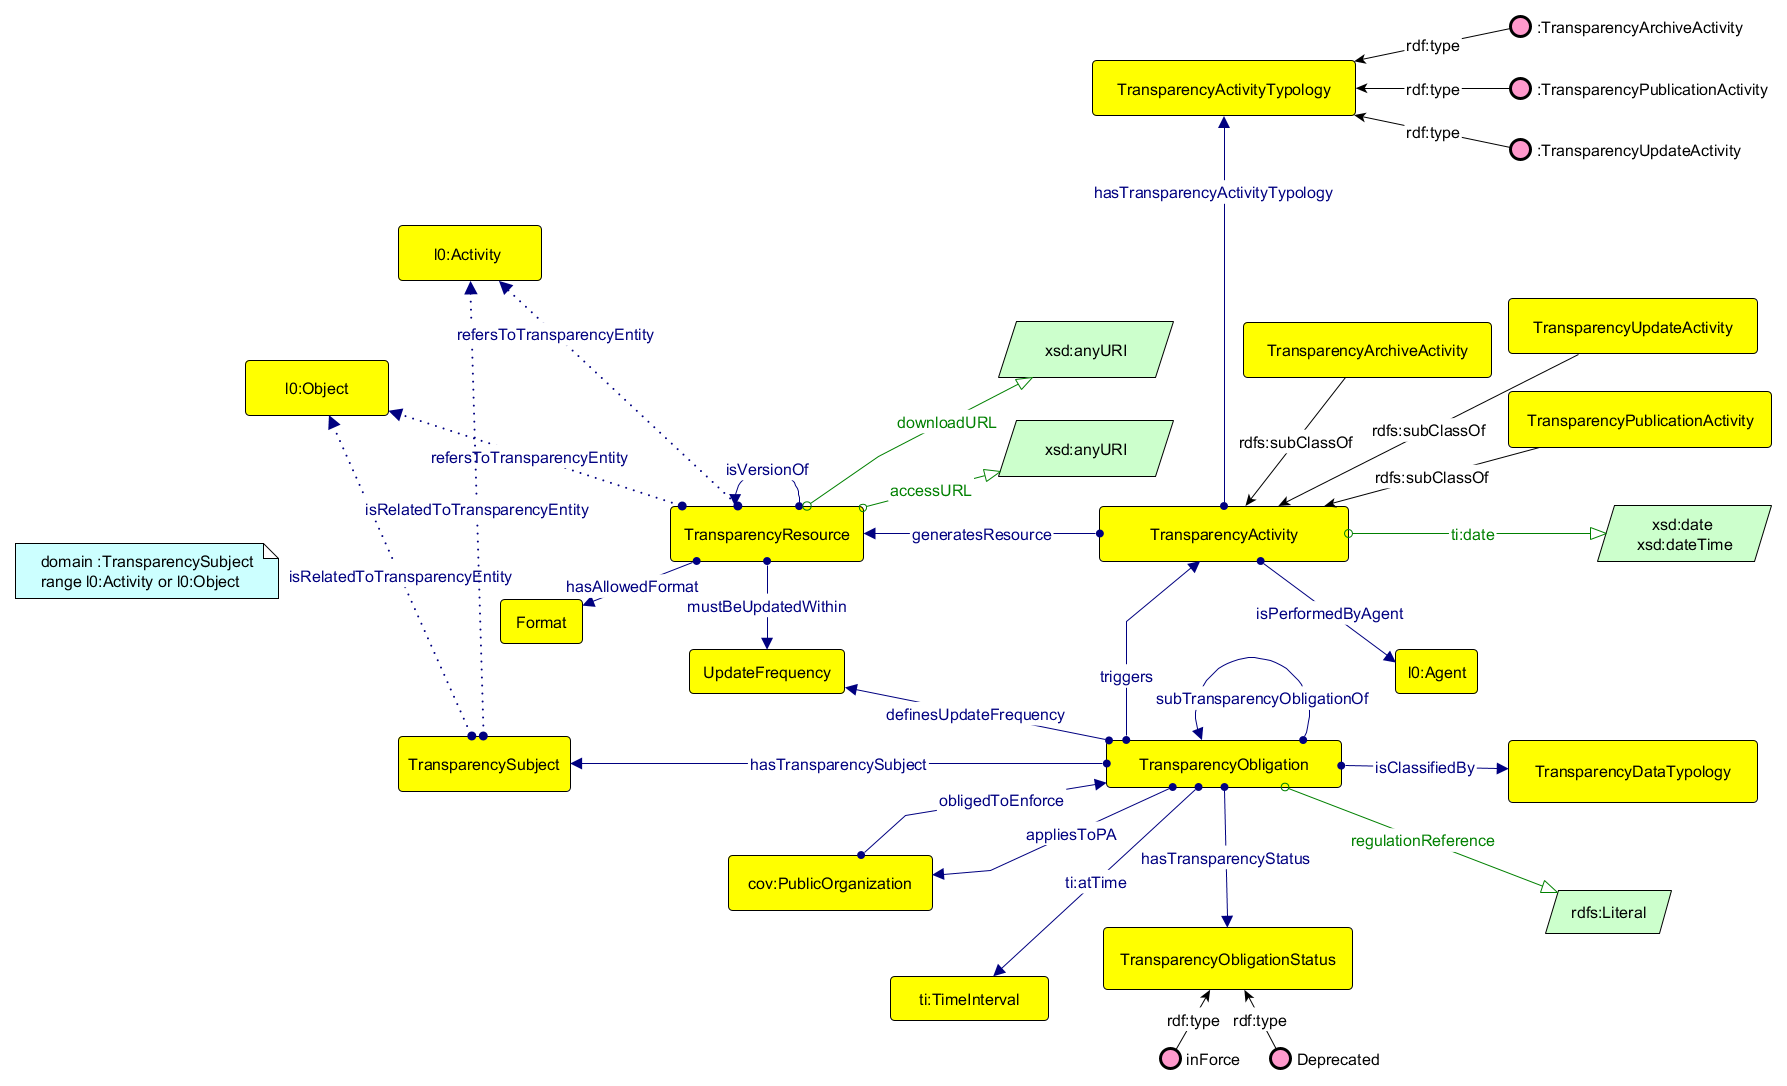 :TransparencyArchiveActivity
rdf:type
TransparencyActivityTypology
rdf:type
:TransparencyPublicationActivity
rdf:type
:TransparencyUpdateActivity
hasTransparencyActivityTypology
l0:Activity
TransparencyUpdateActivity
refersToTransparencyEntity
xsd:anyURI
TransparencyArchiveActivity
l0:Object
downloadURL
TransparencyPublicationActivity
rdfs:subClassOf
rdfs:subClassOf
xsd:anyURI
refersToTransparencyEntity
isVersionOf
rdfs:subClassOf
accessURL
isRelatedToTransparencyEntity
xsd:date
xsd:dateTime
TransparencyResource
generatesResource
TransparencyActivity
ti:date
domain :TransparencySubject
range l0:Activity or l0:Object
isRelatedToTransparencyEntity
hasAllowedFormat
mustBeUpdatedWithin
isPerformedByAgent
Format
UpdateFrequency
l0:Agent
triggers
subTransparencyObligationOf
definesUpdateFrequency
TransparencySubject
hasTransparencySubject
TransparencyObligation
isClassifiedBy
TransparencyDataTypology
obligedToEnforce
appliesToPA
regulationReference
hasTransparencyStatus
cov:PublicOrganization
ti:atTime
rdfs:Literal
TransparencyObligationStatus
ti:TimeInterval
rdf:type
rdf:type
inForce
Deprecated